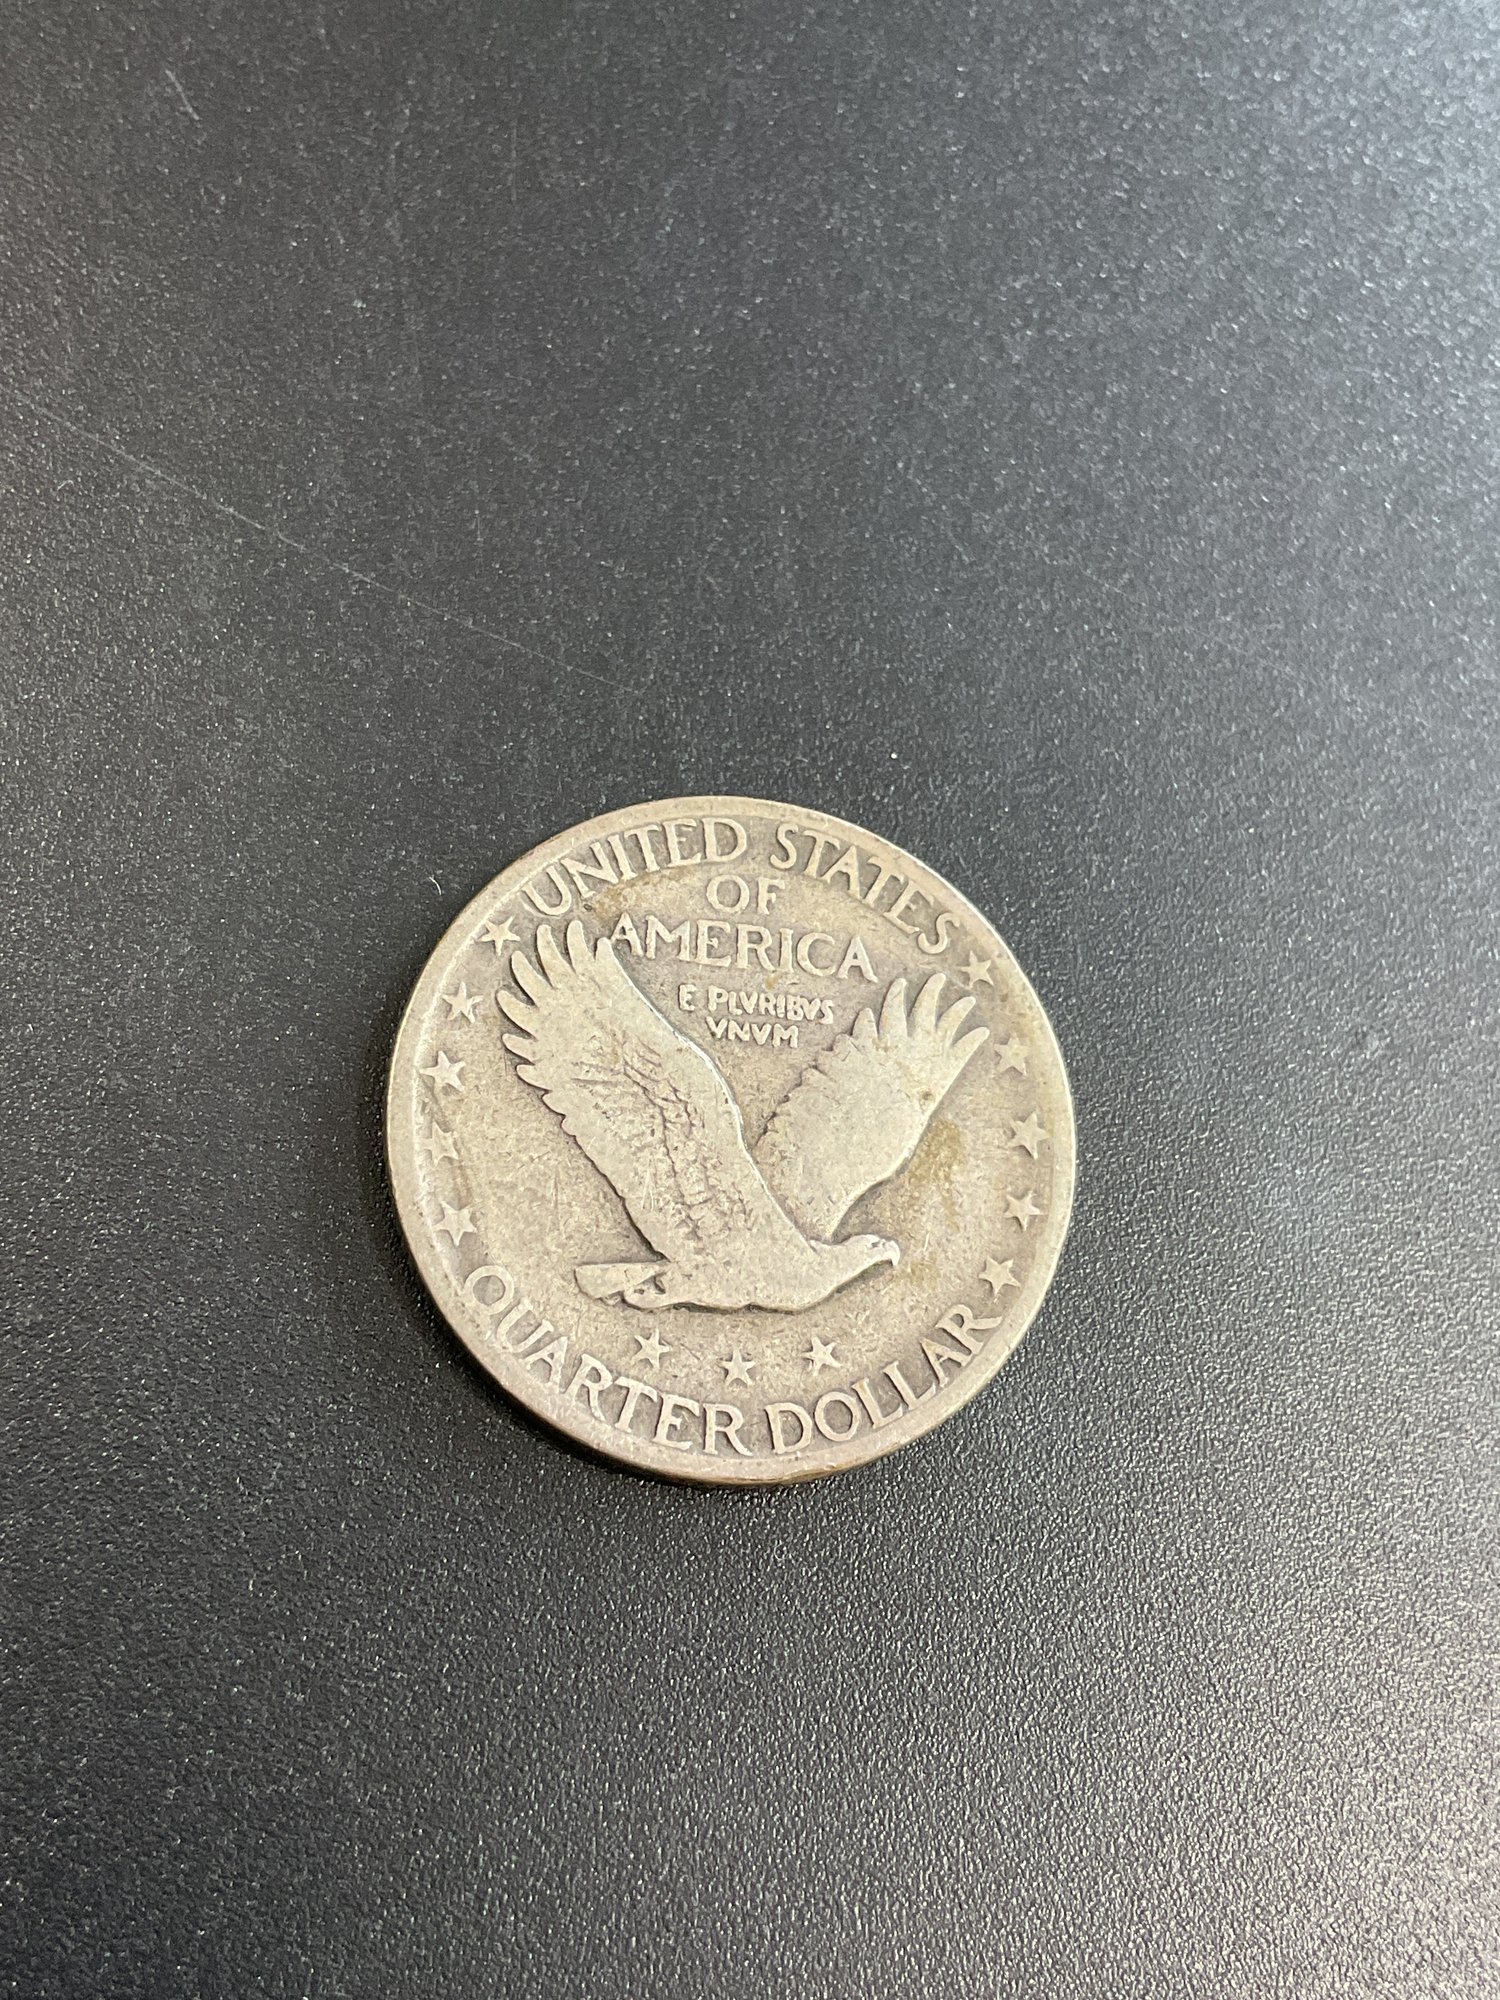 UNITED STATES
OF
AMERICA
E PLVRIBVS
VNVM
QUARTER DOLLAR